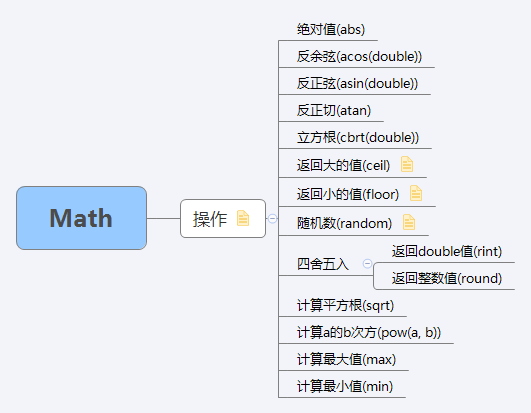 Math
操作
绝对值(abs)
反余弦(acos(double))
反正弦(asin(double))
反正切(atan)
立方根(cbrt(double))
返回大的值(ceil)
返回小的值(floor)
随机数(random)
四舍五入
返回double值(rint)
返回整数值(round)
计算平方根(sqrt)
计算a的b次方(pow(a, b))
计算最大值(max)
计算最小值(min)